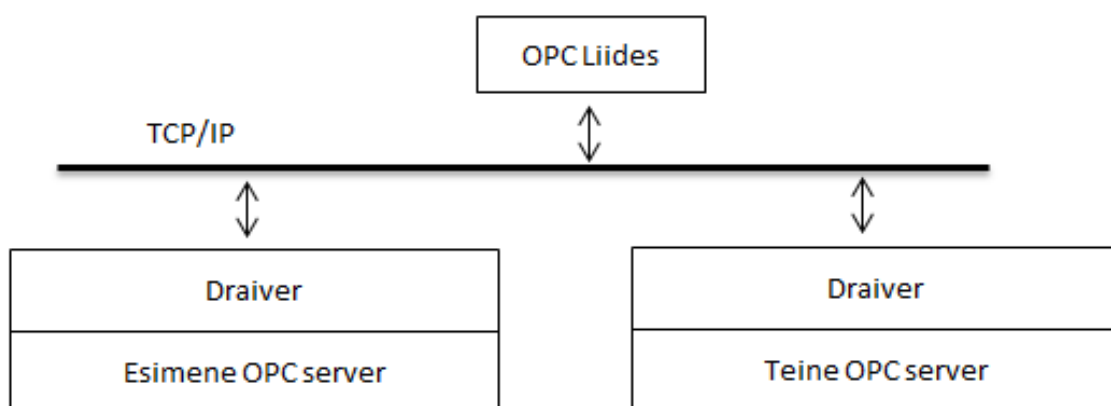 OPC Liides
TCP/IP
Draiver
Esimene OPC server
Draiver
Teine OPC server